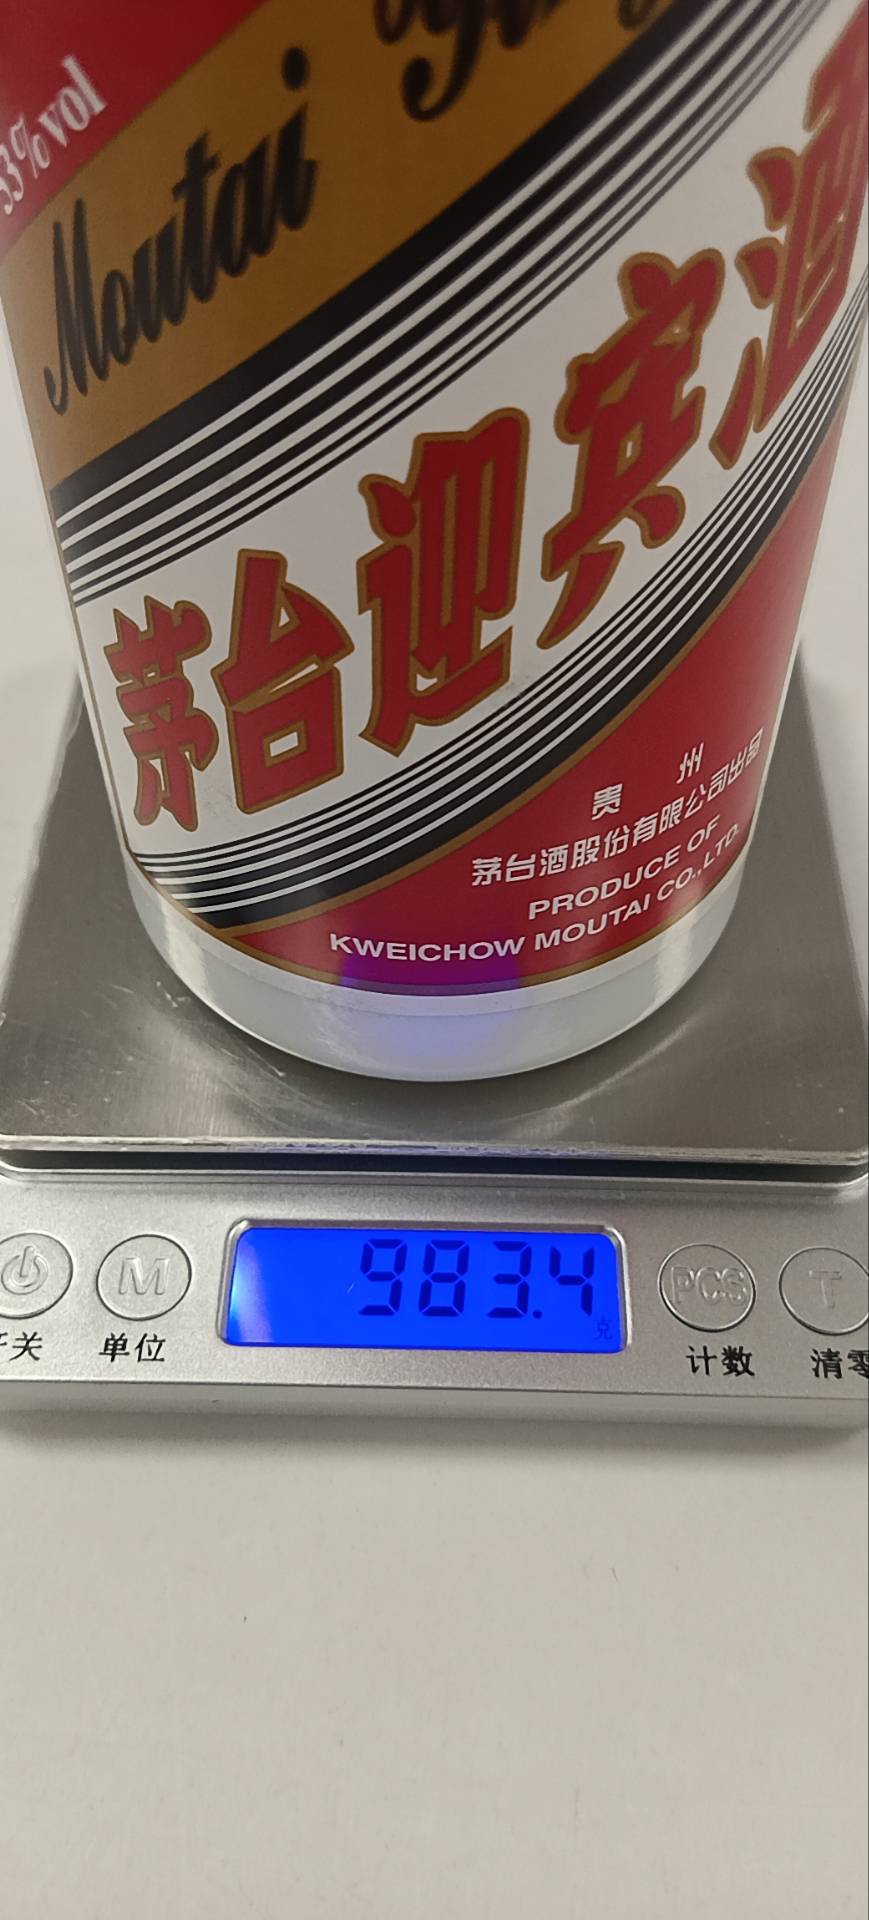 53%vol
Moutai
茅台迎宾酒
贵 州
茅台酒股份有限公司出品
PRODUCE OF
KWEICHOW MOUTAI CO.,LTD.
983.4
克
M
PCS
T
开关
单位
计数
清零